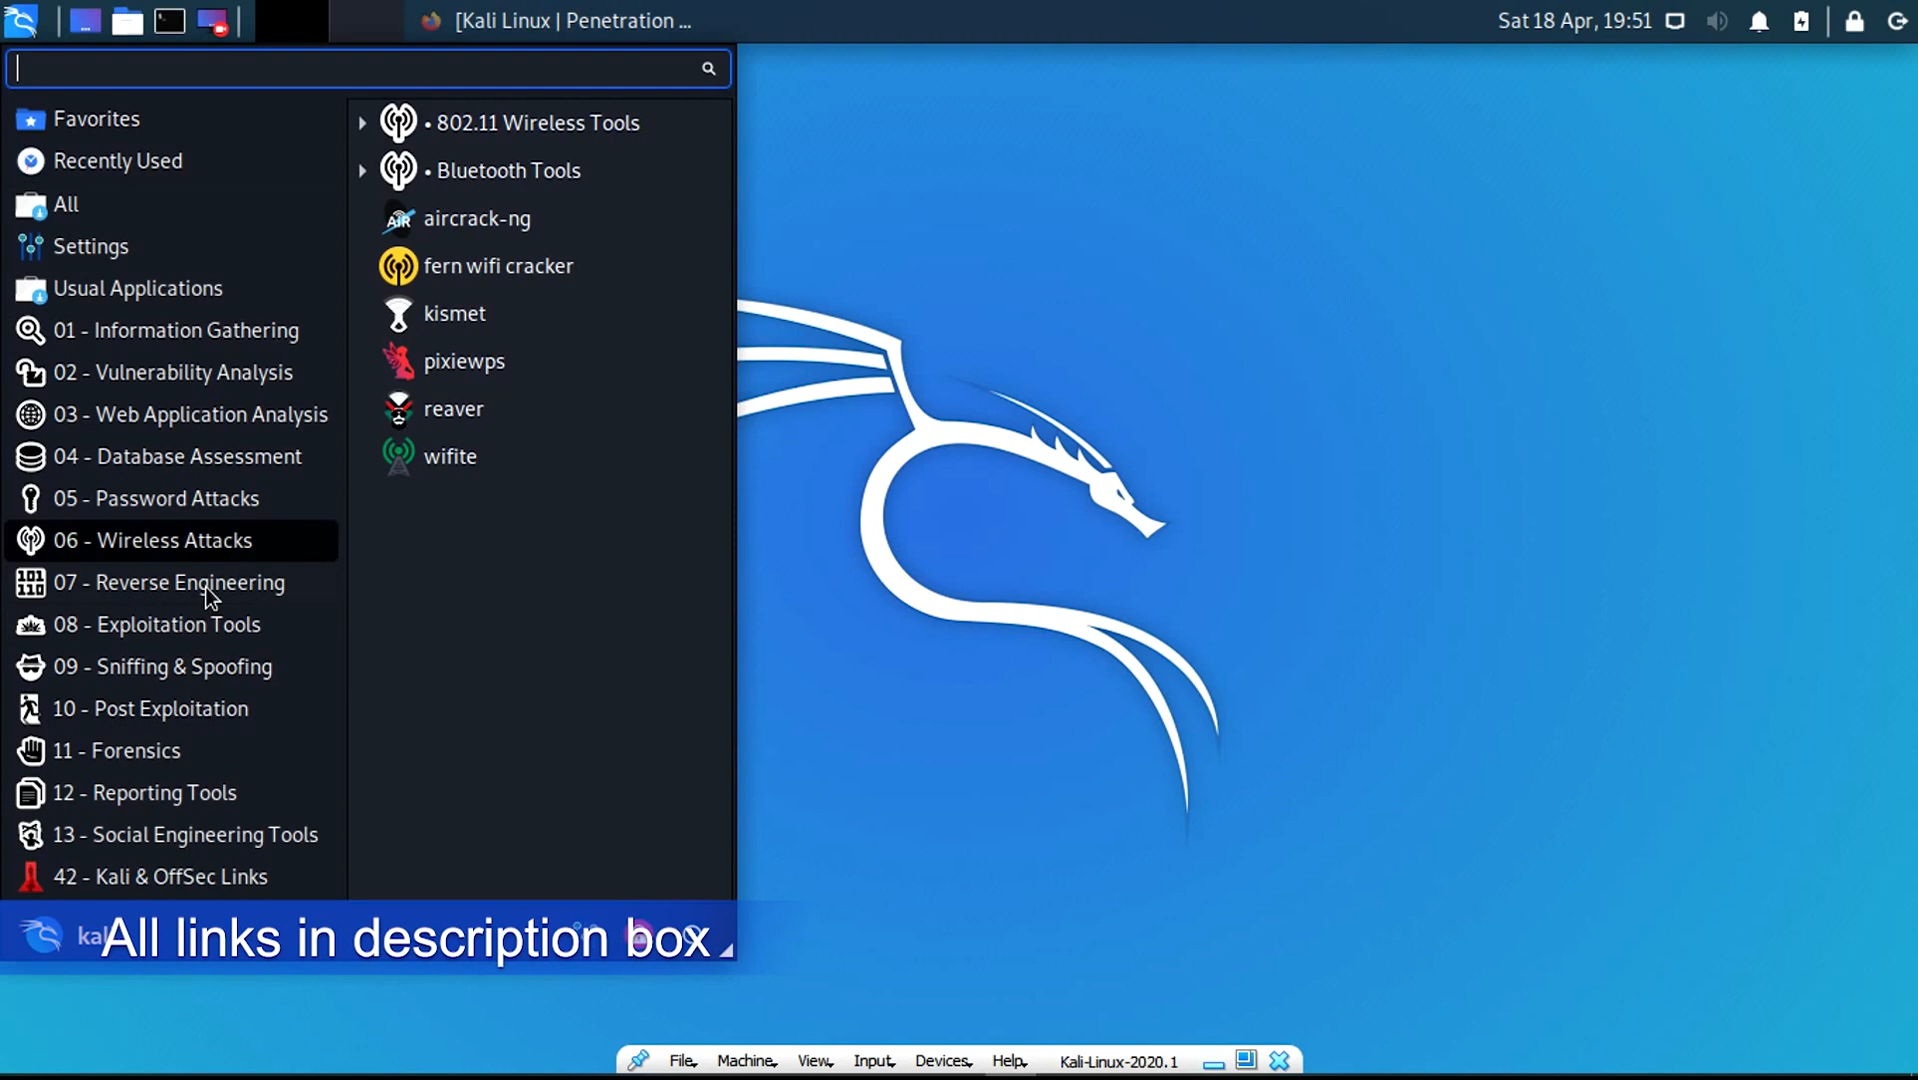 [Kali Linux | Penetration ...
Sat 18 Apr, 19:51
Favorites
Recently Used
All
Settings
Usual Applications
01 - Information Gathering
02 - Vulnerability Analysis
03 - Web Application Analysis
04 - Database Assessment
05 - Password Attacks
06 - Wireless Attacks
07 - Reverse Engineering
08 - Exploitation Tools
09 - Sniffing & Spoofing
10 - Post Exploitation
11 - Forensics
12 - Reporting Tools
13 - Social Engineering Tools
42 - Kali & OffSec Links
• 802.11 Wireless Tools
• Bluetooth Tools
aircrack-ng
fern wifi cracker
kismet
pixiewps
reaver
wifite
All links in description box
File
Machine
View
Input
Devices
Help
Kali-Linux-2020.1